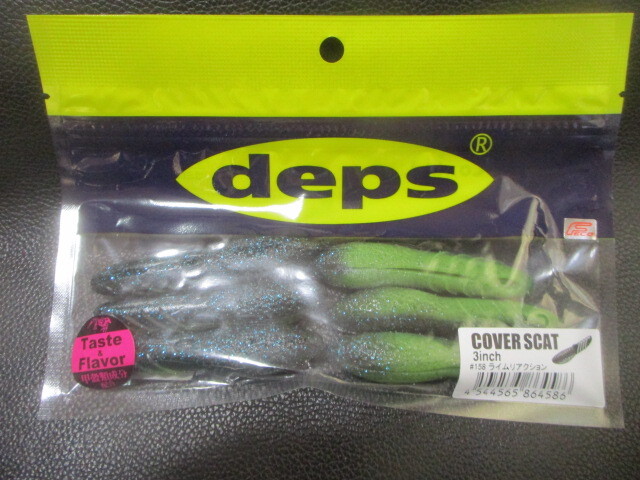 deps®
COVER SCAT
3inch
#158 ライムリアクション
4 544565 864586
Taste
&
Flavor